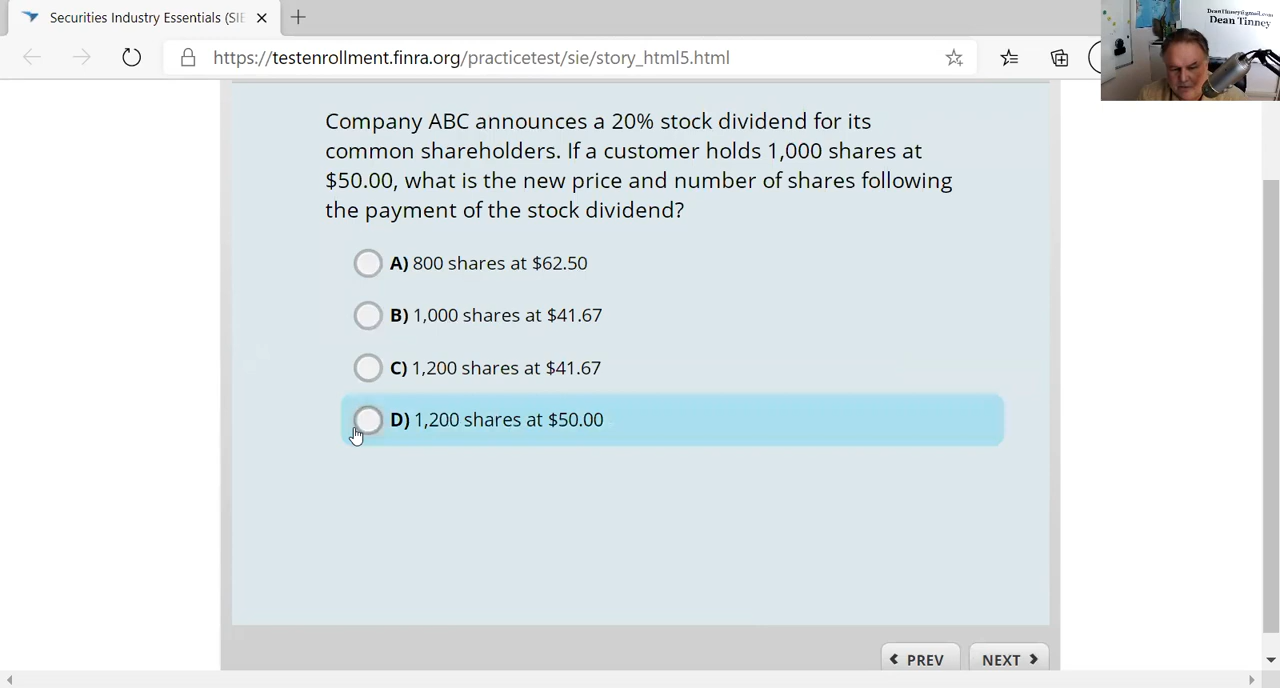 Securities Industry Essentials (SIE
DeanTinney@gmail.com
Dean Tinney
https://testenrollment.finra.org/practicetest/sie/story_html5.html
Company ABC announces a 20% stock dividend for its
common shareholders. If a customer holds 1,000 shares at
$50.00, what is the new price and number of shares following
the payment of the stock dividend?
A) 800 shares at $62.50
B) 1,000 shares at $41.67
C) 1,200 shares at $41.67
D) 1,200 shares at $50.00
PREV
NEXT